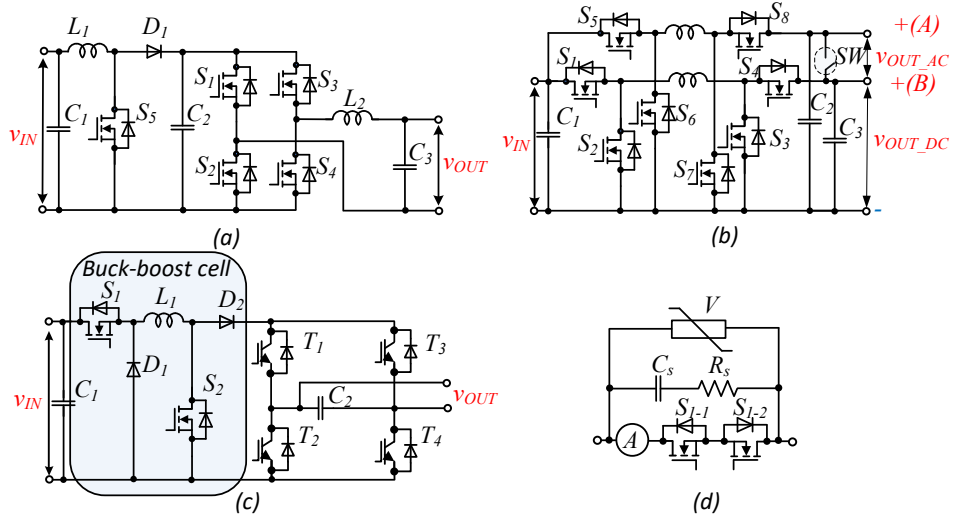 L1 D1
S1 S3
C1 S5 C2 L2
vIN
S2 S4 C3 vOUT
(a)
S5 S8 +(A)
S1 S4 SW vOUT_AC
+(B)
C1 S6 C2
vIN S2 S3 C3 vOUT_DC
S7
-
(b)
Buck-boost cell
S1 L1 D2
T1 T3
D1
vIN C1 S2 C2 vOUT
T2 T4
(c)
V
Cs Rs
S1-1 S1-2
A
(d)